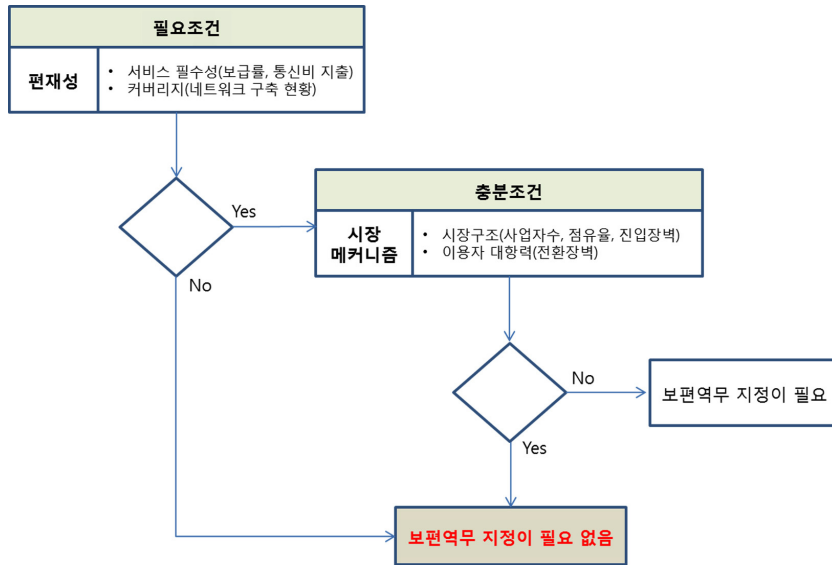 필요조건
편재성
• 서비스 필수성(보급률, 통신비 지출)
• 커버리지(네트워크 구축 현황)
Yes
No
충분조건
시장
메커니즘
• 시장구조(사업자수, 점유율, 진입장벽)
• 이용자 대항력(전환장벽)
No
보편역무 지정이 필요
Yes
보편역무 지정이 필요 없음